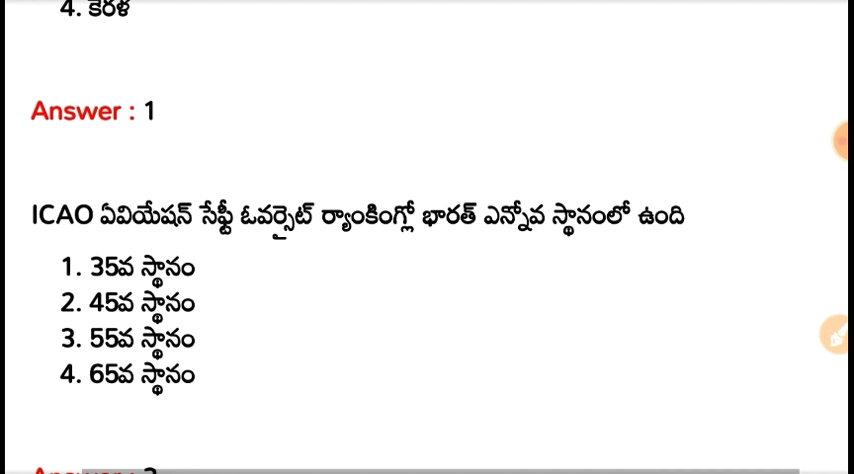 4. కేరళ
Answer : 1
ICAO ఏవియేషన్ సేఫ్టీ ఓవర్సైట్ ర్యాంకింగ్లో భారత్ ఎన్నోవ స్థానంలో ఉంది
1. 35వ స్థానం
2. 45వ స్థానం
3. 55వ స్థానం
4. 65వ స్థానం